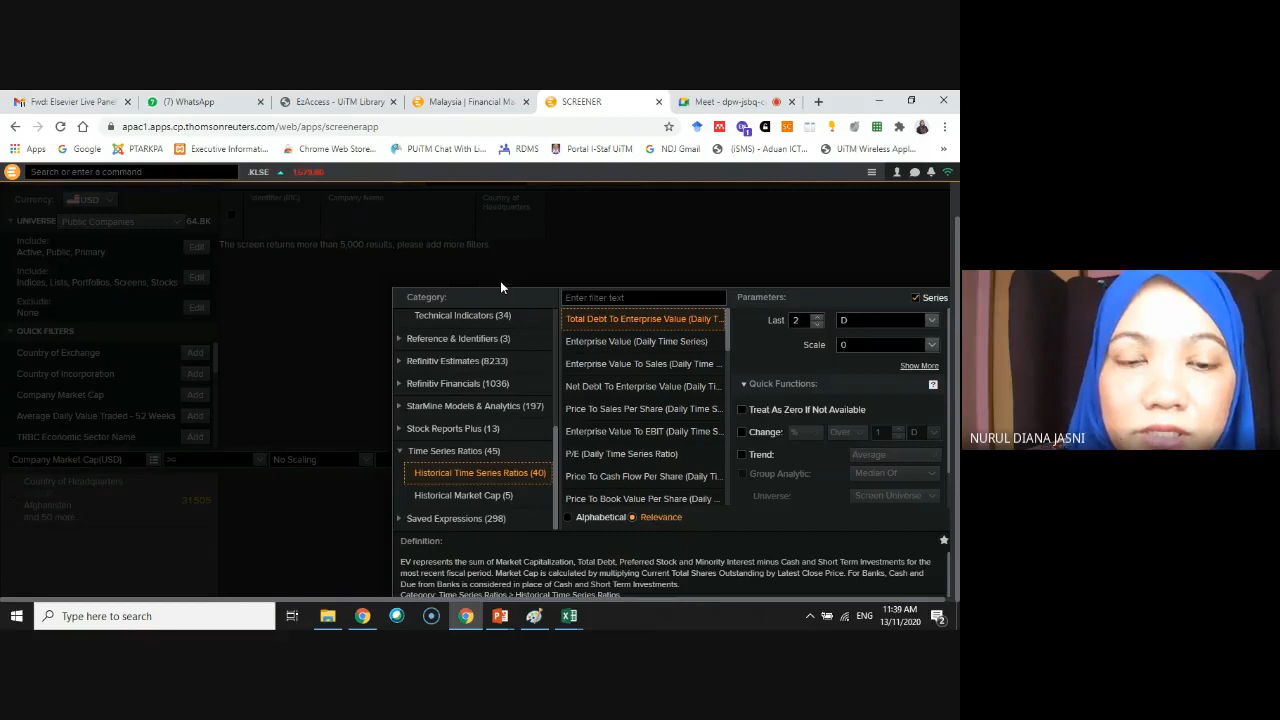 Fwd: Elsevier Live Panel
(7) WhatsApp
EzAccess - UiTM Library
Malaysia | Financial Ma
SCREENER
Meet - dpw-jsbq-c
apac1.apps.cp.thomsonreuters.com/web/apps/screenerapp
Apps
Google
PTARKPA
Executive Informati...
Chrome Web Store...
PUiTM Chat With Li...
RDMS
Portal I-Staf UiTM
NDJ Gmail
(iSMS) - Aduan ICT...
UiTM Wireless Appl...
Search or enter a command
.KLSE
Currency: USD
Identifier (RIC)
Company Name
Country of
Headquarters
UNIVERSE Public Companies 64.8K
Include:
Active, Public, Primary
Edit
The screen returns more than 5,000 results, please add more filters.
Include:
Indices, Lists, Portfolios, Screens, Stocks
Edit
Exclude:
None
Edit
QUICK FILTERS
Country of Exchange Add
Country of Incorporation Add
Company Market Cap Add
Average Daily Value Traded - 52 Weeks Add
TRBC Economic Sector Name Add
Company Market Cap(USD) >= No Scaling
Country of Headquarters
Afghanistan
and 50 more...
31505
Category:
Technical Indicators (34)
Reference & Identifiers (3)
Refinitiv Estimates (8233)
Refinitiv Financials (1036)
StarMine Models & Analytics (197)
Stock Reports Plus (13)
Time Series Ratios (45)
Historical Time Series Ratios (40)
Historical Market Cap (5)
Saved Expressions (298)
Enter filter text
Total Debt To Enterprise Value (Daily T...
Enterprise Value (Daily Time Series)
Enterprise Value To Sales (Daily Time ...
Net Debt To Enterprise Value (Daily Ti...
Price To Sales Per Share (Daily Time S...
Enterprise Value To EBIT (Daily Time S...
P/E (Daily Time Series Ratio)
Price To Cash Flow Per Share (Daily Ti...
Price To Book Value Per Share (Daily ...
Alphabetical Relevance
Parameters: Series
Last 2 D
Scale 0
Show More
Quick Functions: ?
Treat As Zero If Not Available
Change: % Over 1 D
Trend: Average
Group Analytic: Median Of
Universe: Screen Universe
Definition:
EV represents the sum of Market Capitalization, Total Debt, Preferred Stock and Minority Interest minus Cash and Short Term Investments for the
most recent fiscal period. Market Cap is calculated by multiplying Current Total Shares Outstanding by Latest Close Price. For Banks, Cash and
Due from Banks is considered in place of Cash and Short Term Investments.
Category: Time Series Ratios > Historical Time Series Ratios
Type here to search
ENG
11:39 AM
13/11/2020
2
NURUL DIANA JASNI